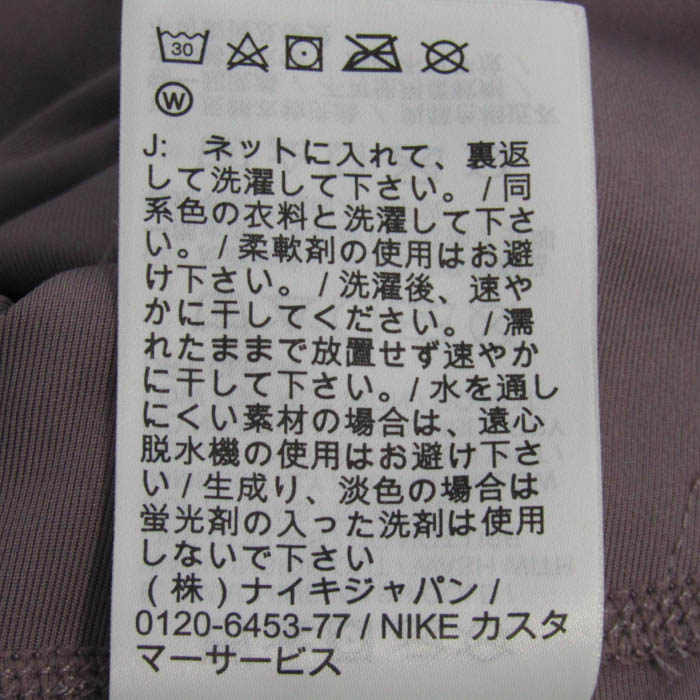 30
W
J: ネットに入れて、裏返
して洗濯して下さい。/ 同
系色の衣料と洗濯して下さ
い。/ 柔軟剤の使用はお避
け下さい。/ 洗濯後、速や
かに干してください。/ 濡
れたままで放置せず速やか
に干して下さい。/ 水を通し
にくい素材の場合は、遠心
脱水機の使用はお避け下さ
い / 生成り、淡色の場合は
蛍光剤の入った洗剤は使用
しないで下さい
(株) ナイキジャパン /
0120-6453-77 / NIKE カスタ
マーサービス